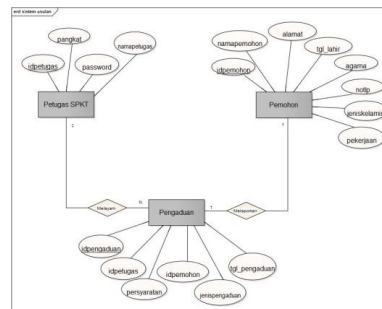 erd sistem usulan
pangkat
namapetugas
idpetugas
password
Petugas SPKT
alamat
namapemohon
tgl_lahir
idpemohon
agama
notlp
jeniskelamin
pekerjaan
Pemohon
Melayani
N
Pengaduan
1
Melaporkan
1
idpengaduan
idpetugas
idpemohon
tgl_pengaduan
persyaratan
jenispengaduan